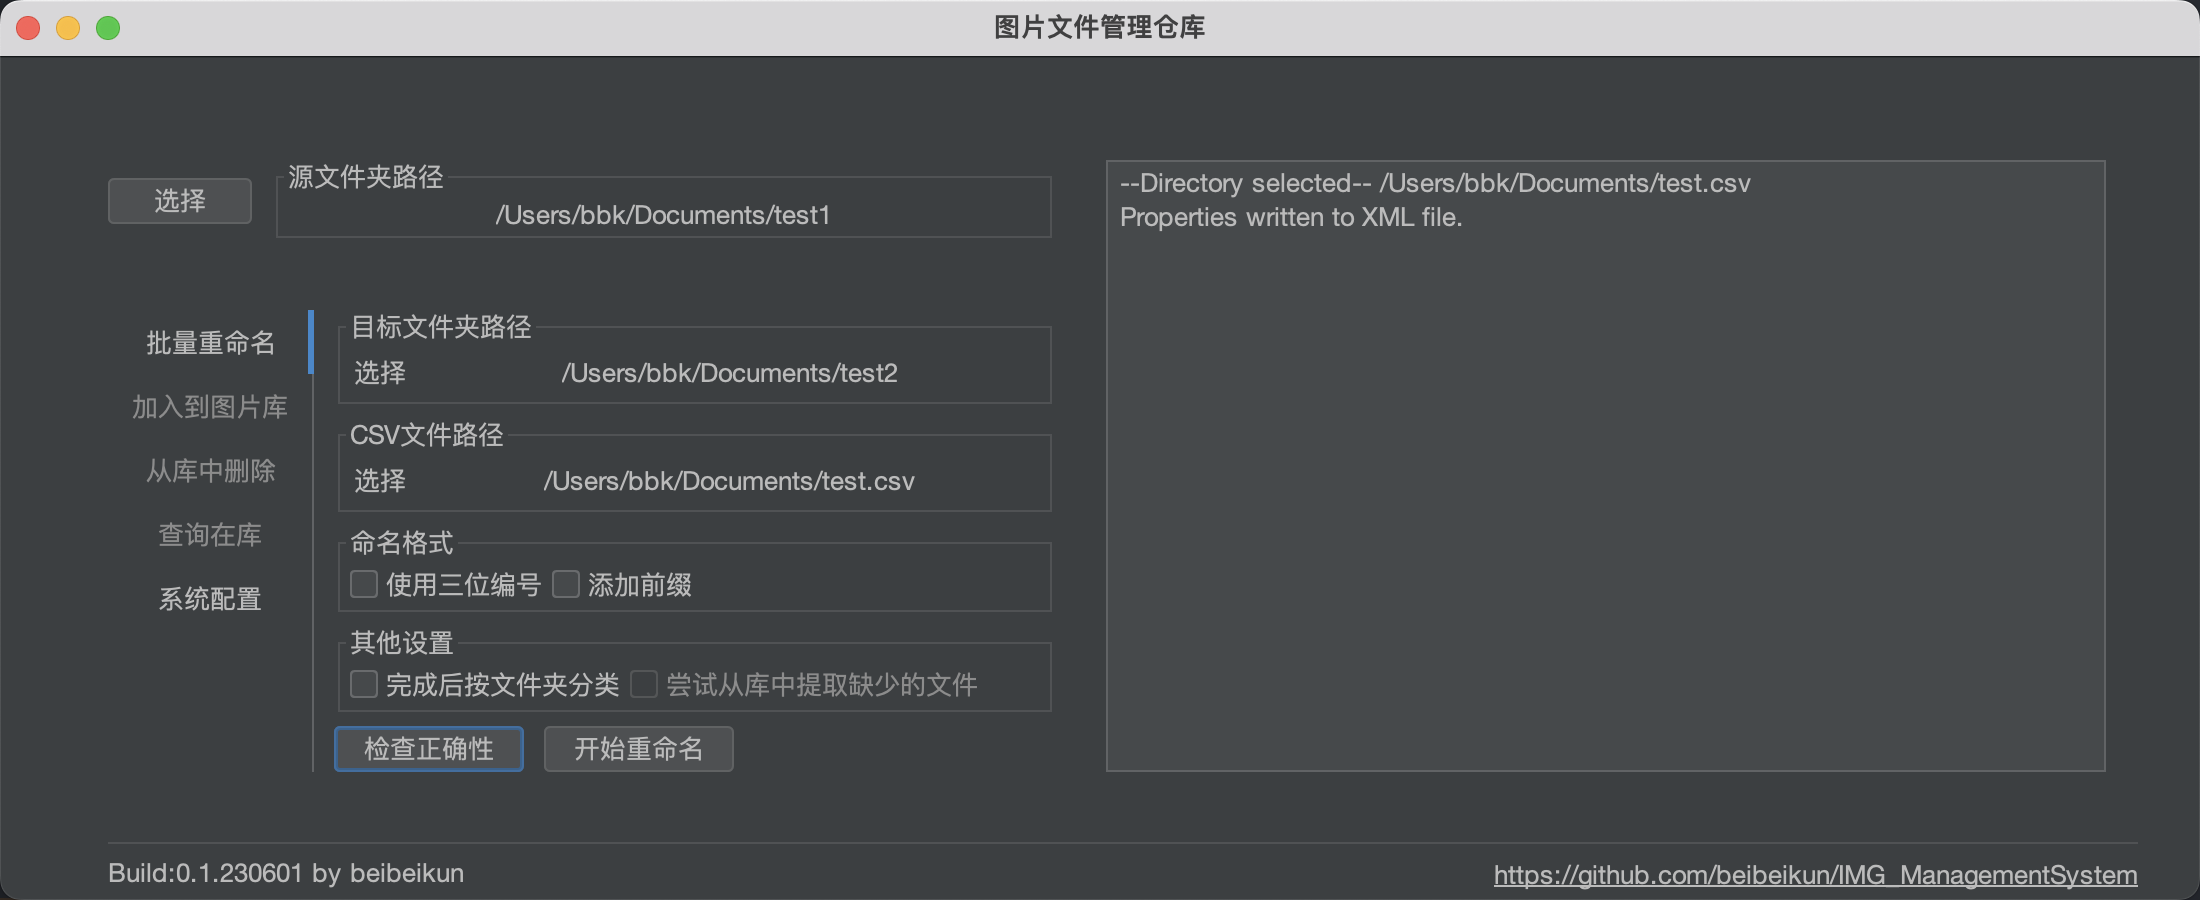 图片文件管理仓库
选择
源文件夹路径
/Users/bbk/Documents/test1
批量重命名
加入到图片库
从库中删除
查询在库
系统配置
目标文件夹路径
选择 /Users/bbk/Documents/test2
CSV文件路径
选择 /Users/bbk/Documents/test.csv
命名格式
使用三位编号 添加前缀
其他设置
完成后按文件夹分类 尝试从库中提取缺少的文件
检查正确性 开始重命名
--Directory selected-- /Users/bbk/Documents/test.csv
Properties written to XML file.
Build:0.1.230601 by beibeikun
https://github.com/beibeikun/IMG_ManagementSystem